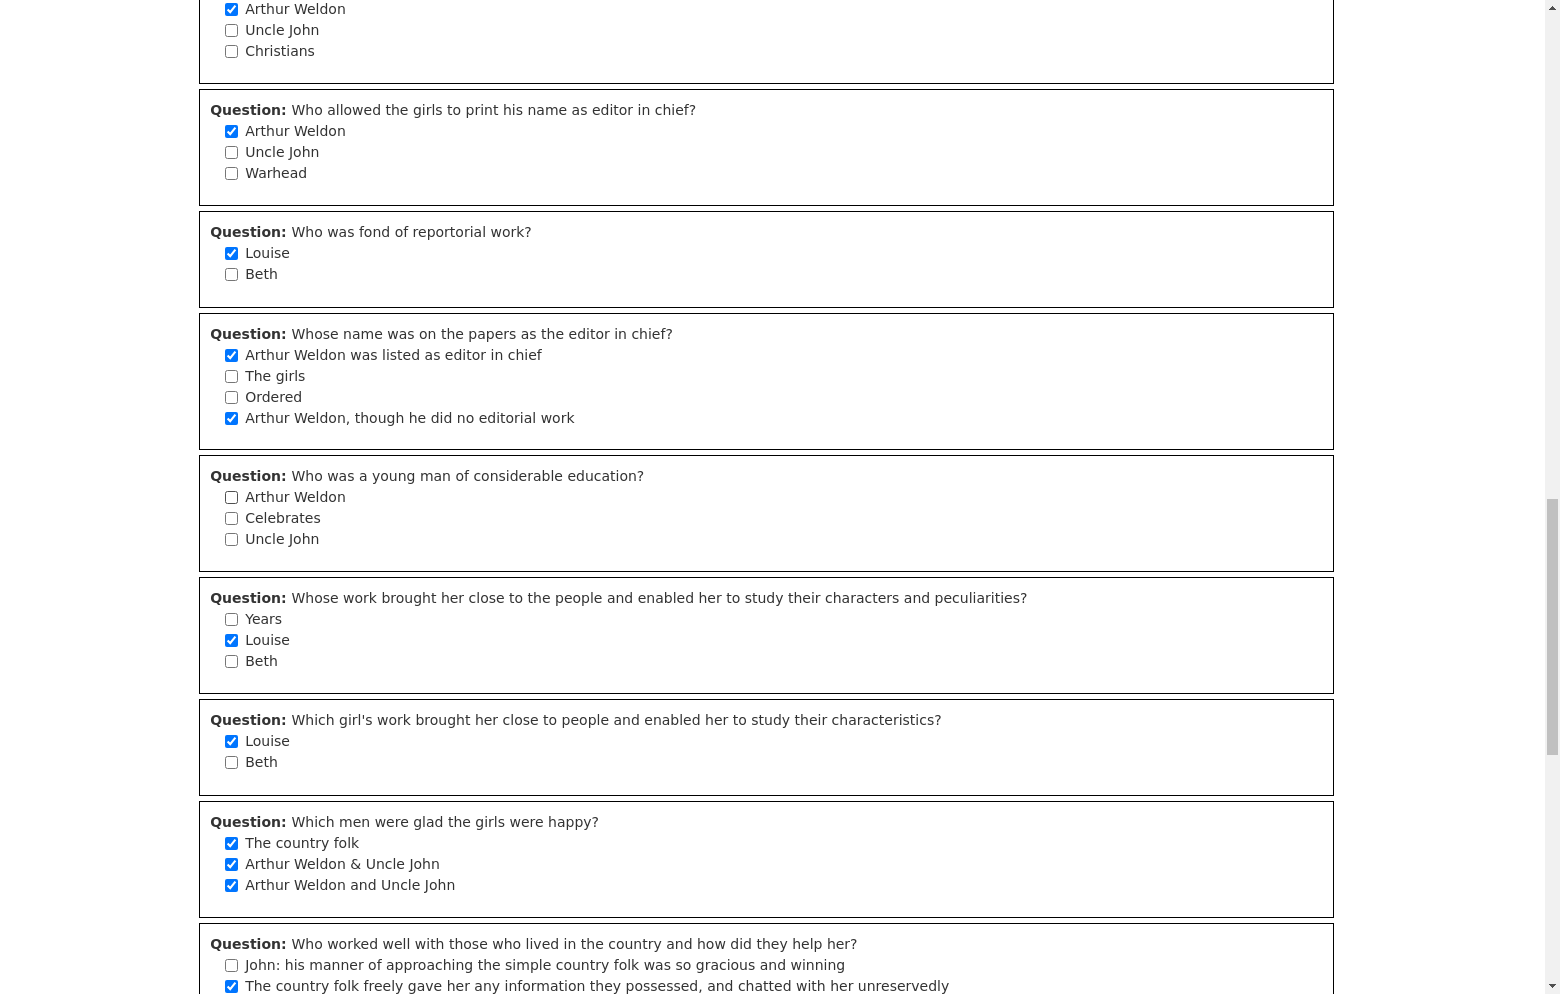 Arthur Weldon
Uncle John
Christians
Question: Who allowed the girls to print his name as editor in chief?
Arthur Weldon
Uncle John
Warhead
Question: Who was fond of reportorial work?
Louise
Beth
Question: Whose name was on the papers as the editor in chief?
Arthur Weldon was listed as editor in chief
The girls
Ordered
Arthur Weldon, though he did no editorial work
Question: Who was a young man of considerable education?
Arthur Weldon
Celebrates
Uncle John
Question: Whose work brought her close to the people and enabled her to study their characters and peculiarities?
Years
Louise
Beth
Question: Which girl's work brought her close to people and enabled her to study their characteristics?
Louise
Beth
Question: Which men were glad the girls were happy?
The country folk
Arthur Weldon & Uncle John
Arthur Weldon and Uncle John
Question: Who worked well with those who lived in the country and how did they help her?
John: his manner of approaching the simple country folk was so gracious and winning
The country folk freely gave her any information they possessed, and chatted with her unreservedly